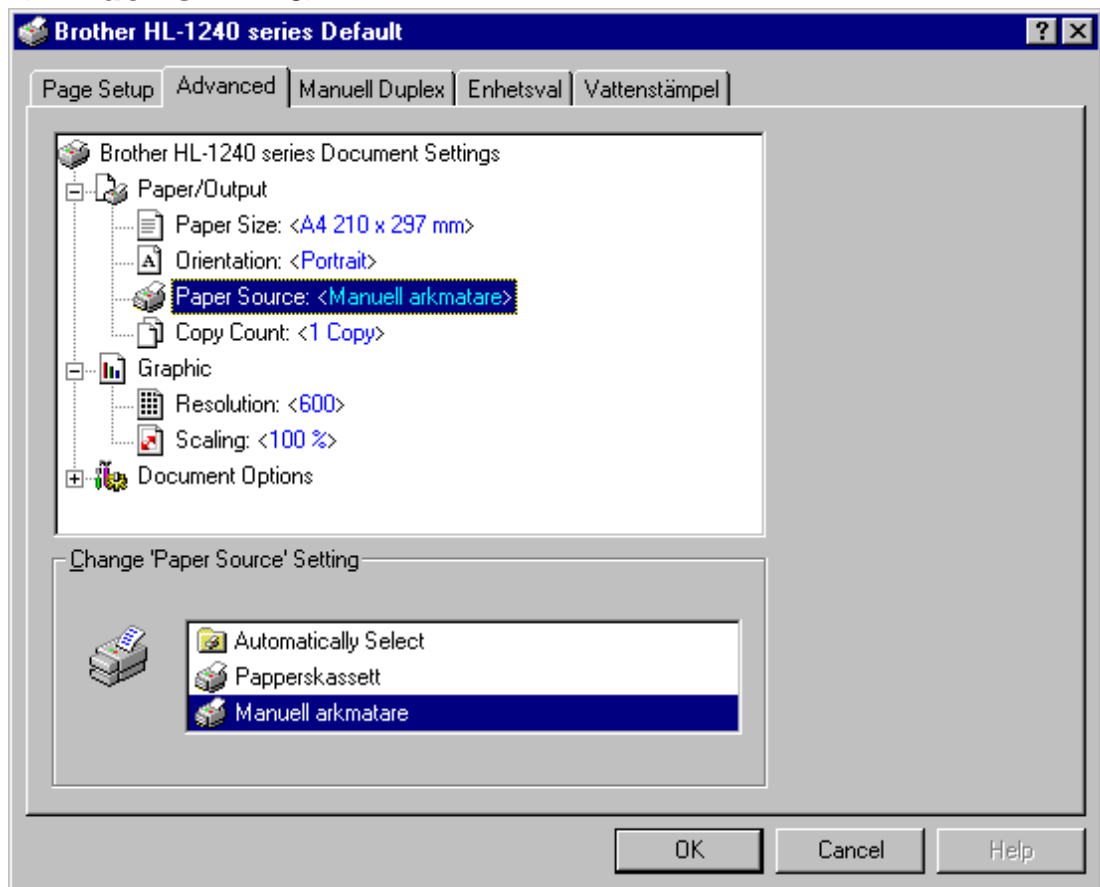 Brother HL-1240 series Default
Page Setup Advanced Manuell Duplex Enhetsval Vattenstämpel
Brother HL-1240 series Document Settings
Paper/Output
Paper Size: <A4 210 x 297 mm>
Orientation: <Portrait>
Paper Source: <Manuell arkmatare>
Copy Count: <1 Copy>
Graphic
Resolution: <600>
Scaling: <100 %>
Document Options
Change 'Paper Source' Setting
Automatically Select
Papperskassett
Manuell arkmatare
OK Cancel Help